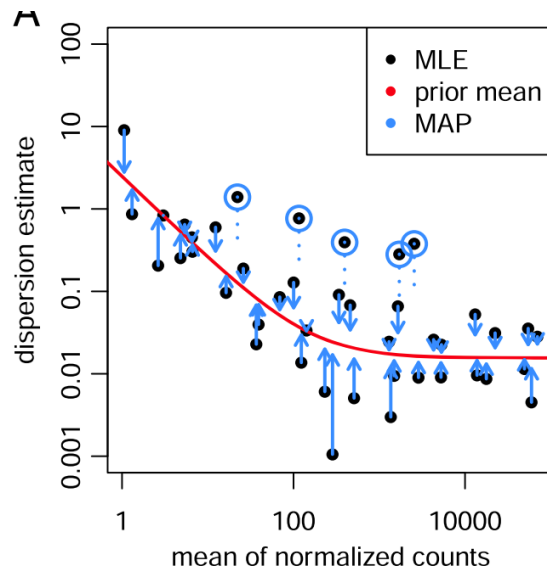 A
100
10
1
0.1
0.01
0.001
dispersion estimate
MLE
prior mean
MAP
1
100
10000
mean of normalized counts